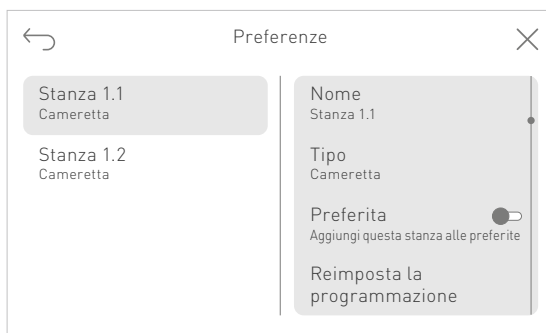 Preferenze
Stanza 1.1
Cameretta
Stanza 1.2
Cameretta
Nome
Stanza 1.1
Tipo
Cameretta
Preferita
Aggiungi questa stanza alle preferite
Reimposta la
programmazione